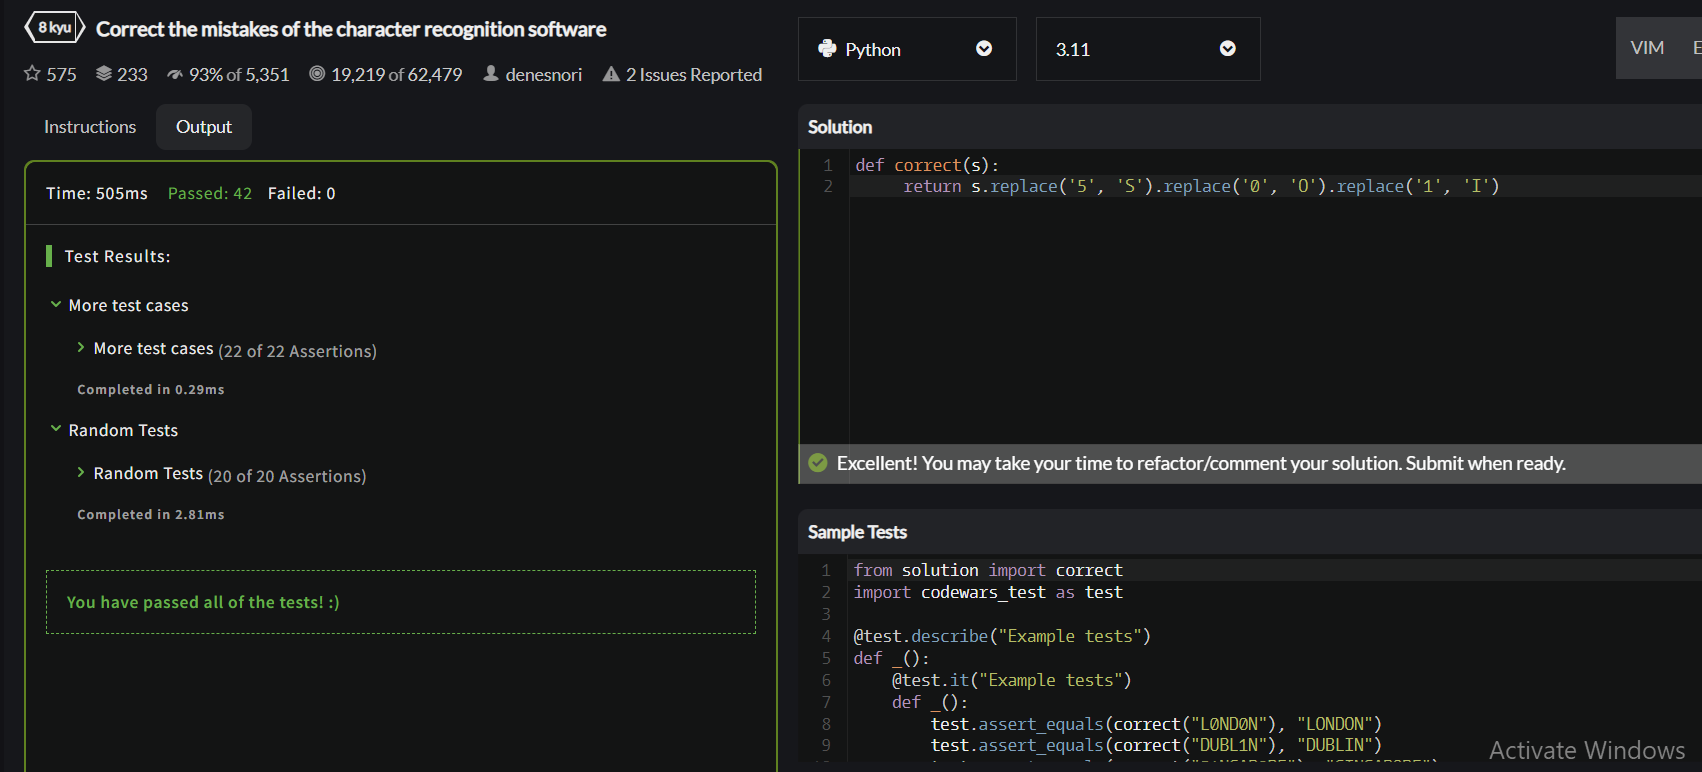 8 kyu Correct the mistakes of the character recognition software
575 233 93% of 5,351 19,219 of 62,479 denesnori 2 Issues Reported
Instructions Output
Time: 505ms Passed: 42 Failed: 0
Test Results:
More test cases
More test cases (22 of 22 Assertions)
Completed in 0.29ms
Random Tests
Random Tests (20 of 20 Assertions)
Completed in 2.81ms
You have passed all of the tests! :)
Python 3.11 VIM E
Solution
1 def correct(s):
2 return s.replace('5', 'S').replace('0', 'O').replace('1', 'I')
Excellent! You may take your time to refactor/comment your solution. Submit when ready.
Sample Tests
1 from solution import correct
2 import codewars_test as test
3
4 @test.describe("Example tests")
5 def _():
6 @test.it("Example tests")
7 def _():
8 test.assert_equals(correct("L0ND0N"), "LONDON")
9 test.assert_equals(correct("DUBL1N"), "DUBLIN")
Activate Windows